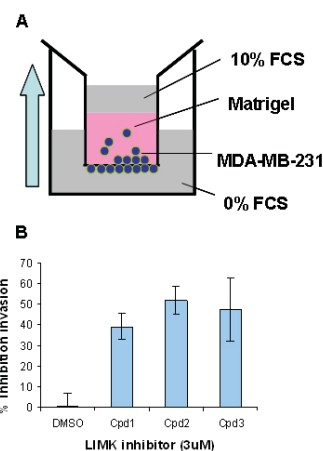 A
10% FCS
Matrigel
MDA-MB-231
0% FCS
B
% Inhibition invasion
70
60
50
40
30
20
10
0
DMSO Cpd1 Cpd2 Cpd3
LIMK inhibitor (3uM)